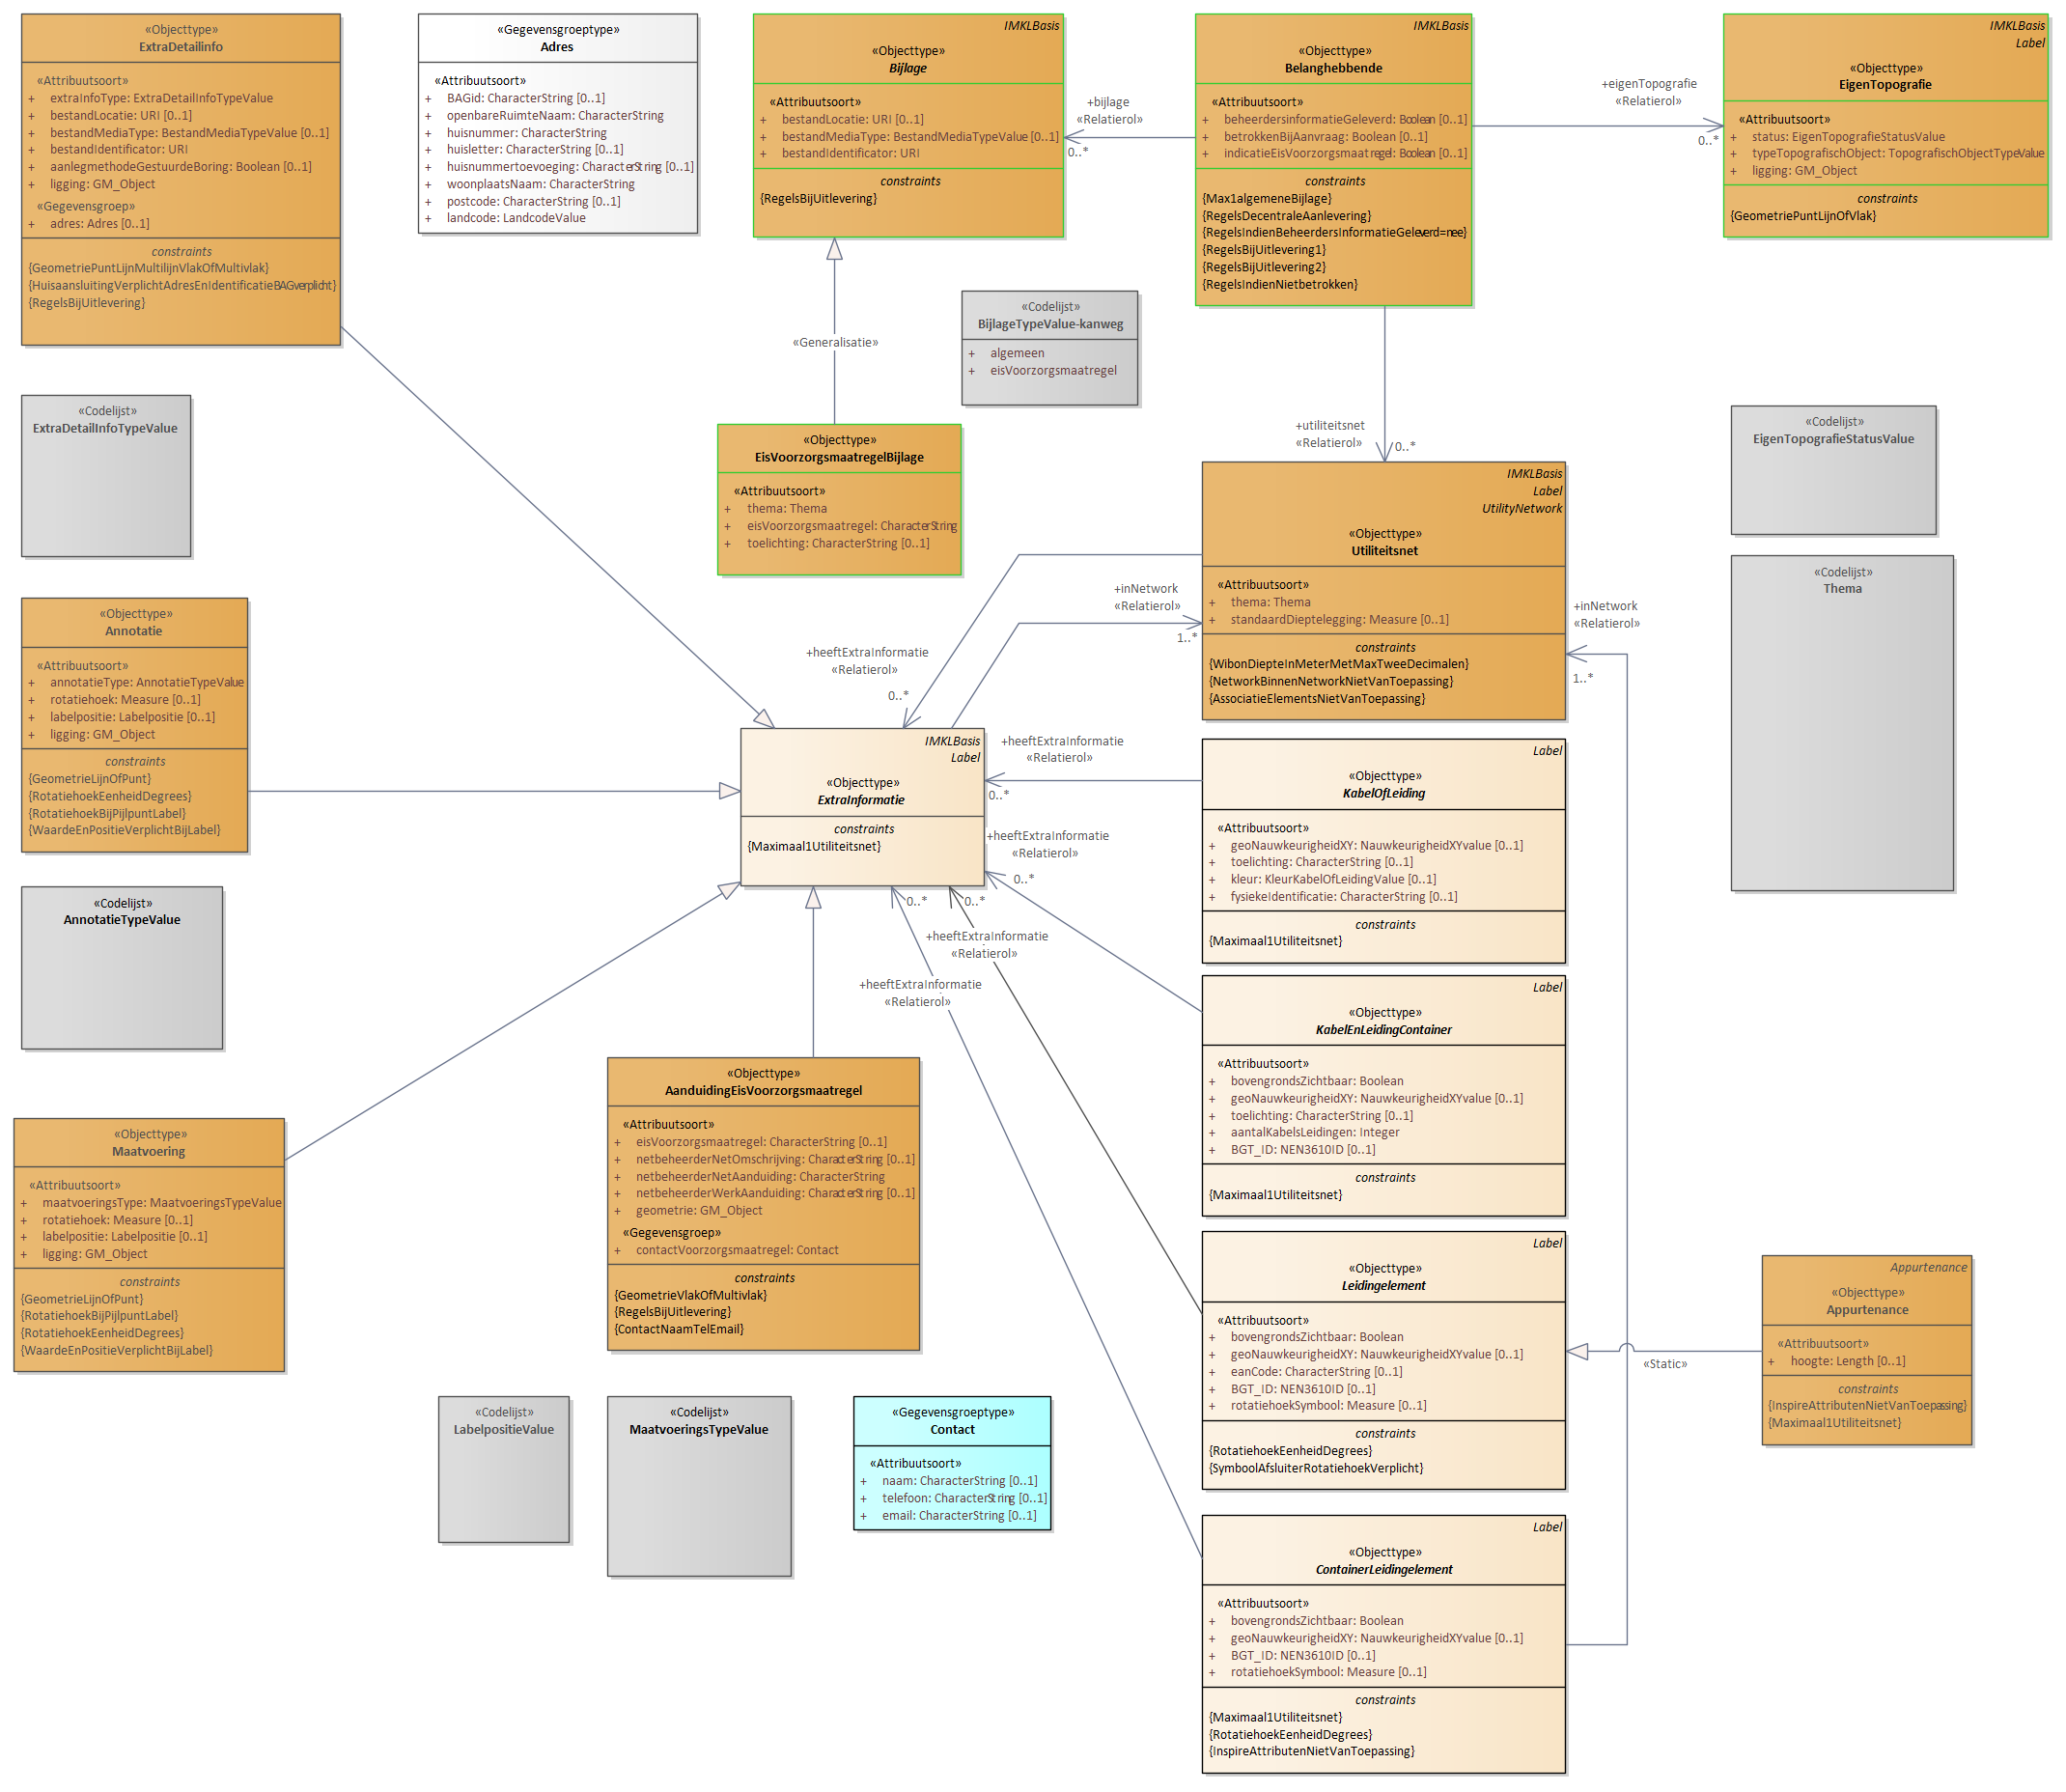 «Objecttype»
ExtraDetailinfo
«Attribuutsoort»
+ extraInfoType: ExtraDetailInfoTypeValue
+ bestandLocatie: URI [0..1]
+ bestandMediaType: BestandMediaTypeValue [0..1]
+ bestandIdentificator: URI
+ aanlegmethodeGestuurdeBoring: Boolean [0..1]
+ ligging: GM_Object
«Gegevensgroep»
+ adres: Adres [0..1]
constraints
{GeometriePuntLijnMultilijnVlakOfMultivlak}
{HuisaansluitingVerplichtAdresEnIdentificatieBAGverplicht}
{RegelsBijUitlevering}
«Gegevensgroeptype»
Adres
«Attribuutsoort»
+ BAGid: CharacterString [0..1]
+ openbareRuimteNaam: CharacterString
+ huisnummer: CharacterString
+ huisletter: CharacterString [0..1]
+ huisnummertoevoeging: CharacterString [0..1]
+ woonplaatsNaam: CharacterString
+ postcode: CharacterString [0..1]
+ landcode: LandcodeValue
IMKLBasis
«Objecttype»
Bijlage
«Attribuutsoort»
+ bestandLocatie: URI [0..1]
+ bestandMediaType: BestandMediaTypeValue [0..1]
+ bestandIdentificator: URI
constraints
{RegelsBijUitlevering}
+bijlage
«Relatierol»
0..*
IMKLBasis
«Objecttype»
Belanghebbende
«Attribuutsoort»
+ beheerdersinformatieGeleverd: Boolean [0..1]
+ betrokkenBijAanvraag: Boolean [0..1]
+ indicatieEisVoorzorgsmaatregel: Boolean [0..1]
constraints
{Max1algemeneBijlage}
{RegelsDecentraleAanlevering}
{RegelsIndienBeheerdersInformatieGeleverd=nee}
{RegelsBijUitlevering1}
{RegelsBijUitlevering2}
{RegelsIndienNietbetrokken}
+eigenTopografie
«Relatierol»
0..*
IMKLBasis
Label
«Objecttype»
EigenTopografie
«Attribuutsoort»
+ status: EigenTopografieStatusValue
+ typeTopografischObject: TopografischObjectTypeValue
+ ligging: GM_Object
constraints
{GeometriePuntLijnOfVlak}
«Generalisatie»
«Codelijst»
BijlageTypeValue-kanweg
+ algemeen
+ eisVoorzorgsmaatregel
«Codelijst»
ExtraDetailInfoTypeValue
«Objecttype»
EisVoorzorgsmaatregelBijlage
«Attribuutsoort»
+ thema: Thema
+ eisVoorzorgsmaatregel: CharacterString
+ toelichting: CharacterString [0..1]
+utiliteitsnet
«Relatierol»
0..*
«Codelijst»
EigenTopografieStatusValue
IMKLBasis
Label
UtilityNetwork
«Objecttype»
Utiliteitsnet
«Attribuutsoort»
+ thema: Thema
+ standaardDieptelegging: Measure [0..1]
constraints
{WibonDiepteInMeterMetMaxTweeDecimalen}
{NetworkBinnenNetworkNietVanToepassing}
{AssociatieElementsNietVanToepassing}
+inNetwork
«Relatierol»
1..*
+inNetwork
«Relatierol»
1..*
«Codelijst»
Thema
+heeftExtraInformatie
«Relatierol»
0..*
«Objecttype»
Annotatie
«Attribuutsoort»
+ annotatieType: AnnotatieTypeValue
+ rotatiehoek: Measure [0..1]
+ labelpositie: Labelpositie [0..1]
+ ligging: GM_Object
constraints
{GeometrieLijnOfPunt}
{RotatiehoekEenheidDegrees}
{RotatiehoekBijPijlpuntLabel}
{WaardeEnPositieVerplichtBijLabel}
IMKLBasis
Label
«Objecttype»
ExtraInformatie
constraints
{Maximaal1Utiliteitsnet}
+heeftExtraInformatie
«Relatierol»
0..*
+heeftExtraInformatie
«Relatierol»
0..*
0..*
0..*
+heeftExtraInformatie
«Relatierol»
+heeftExtraInformatie
«Relatierol»
Label
«Objecttype»
KabelOfLeiding
«Attribuutsoort»
+ geoNauwkeurigheidXY: NauwkeurigheidXYvalue [0..1]
+ toelichting: CharacterString [0..1]
+ kleur: KleurKabelOfLeidingValue [0..1]
+ fysiekeIdentificatie: CharacterString [0..1]
constraints
{Maximaal1Utiliteitsnet}
«Codelijst»
AnnotatieTypeValue
Label
«Objecttype»
KabelEnLeidingContainer
«Attribuutsoort»
+ bovengrondsZichtbaar: Boolean
+ geoNauwkeurigheidXY: NauwkeurigheidXYvalue [0..1]
+ toelichting: CharacterString [0..1]
+ aantalKabelsLeidingen: Integer
+ BGT_ID: NEN3610ID [0..1]
constraints
{Maximaal1Utiliteitsnet}
«Objecttype»
Maatvoering
«Attribuutsoort»
+ maatvoeringsType: MaatvoeringsTypeValue
+ rotatiehoek: Measure [0..1]
+ labelpositie: Labelpositie [0..1]
+ ligging: GM_Object
constraints
{GeometrieLijnOfPunt}
{RotatiehoekBijPijlpuntLabel}
{RotatiehoekEenheidDegrees}
{WaardeEnPositieVerplichtBijLabel}
«Objecttype»
AanduidingEisVoorzorgsmaatregel
«Attribuutsoort»
+ eisVoorzorgsmaatregel: CharacterString [0..1]
+ netbeheerderNetOmschrijving: CharacterString [0..1]
+ netbeheerderNetAanduiding: CharacterString
+ netbeheerderWerkAanduiding: CharacterString [0..1]
+ geometrie: GM_Object
«Gegevensgroep»
+ contactVoorzorgsmaatregel: Contact
constraints
{GeometrieVlakOfMultivlak}
{RegelsBijUitlevering}
{ContactNaamTelEmail}
Label
«Objecttype»
Leidingelement
«Attribuutsoort»
+ bovengrondsZichtbaar: Boolean
+ geoNauwkeurigheidXY: NauwkeurigheidXYvalue [0..1]
+ eanCode: CharacterString [0..1]
+ BGT_ID: NEN3610ID [0..1]
+ rotatiehoekSymbool: Measure [0..1]
constraints
{RotatiehoekEenheidDegrees}
{SymboolAfsluiterRotatiehoekVerplicht}
«Static»
Appurtenance
«Objecttype»
Appurtenance
«Attribuutsoort»
+ hoogte: Length [0..1]
constraints
{InspireAttributenNietVanToepassing}
{Maximaal1Utiliteitsnet}
«Codelijst»
LabelpositieValue
«Codelijst»
MaatvoeringsTypeValue
«Gegevensgroeptype»
Contact
«Attribuutsoort»
+ naam: CharacterString [0..1]
+ telefoon: CharacterString [0..1]
+ email: CharacterString [0..1]
Label
«Objecttype»
ContainerLeidingelement
«Attribuutsoort»
+ bovengrondsZichtbaar: Boolean
+ geoNauwkeurigheidXY: NauwkeurigheidXYvalue [0..1]
+ BGT_ID: NEN3610ID [0..1]
+ rotatiehoekSymbool: Measure [0..1]
constraints
{Maximaal1Utiliteitsnet}
{RotatiehoekEenheidDegrees}
{InspireAttributenNietVanToepassing}